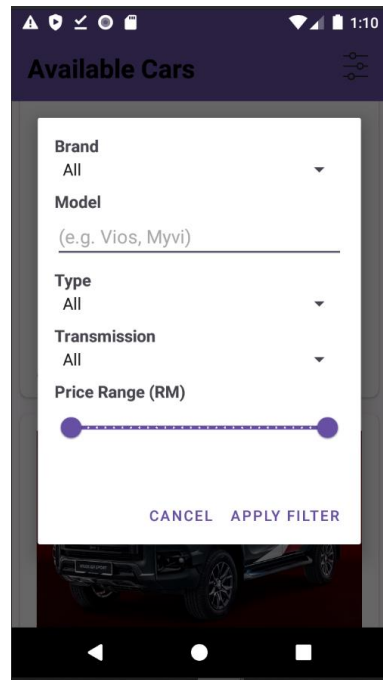 1:10
Available Cars
Brand
All
Model
(e.g. Vios, Myvi)
Type
All
Transmission
All
Price Range (RM)
CANCEL APPLY FILTER